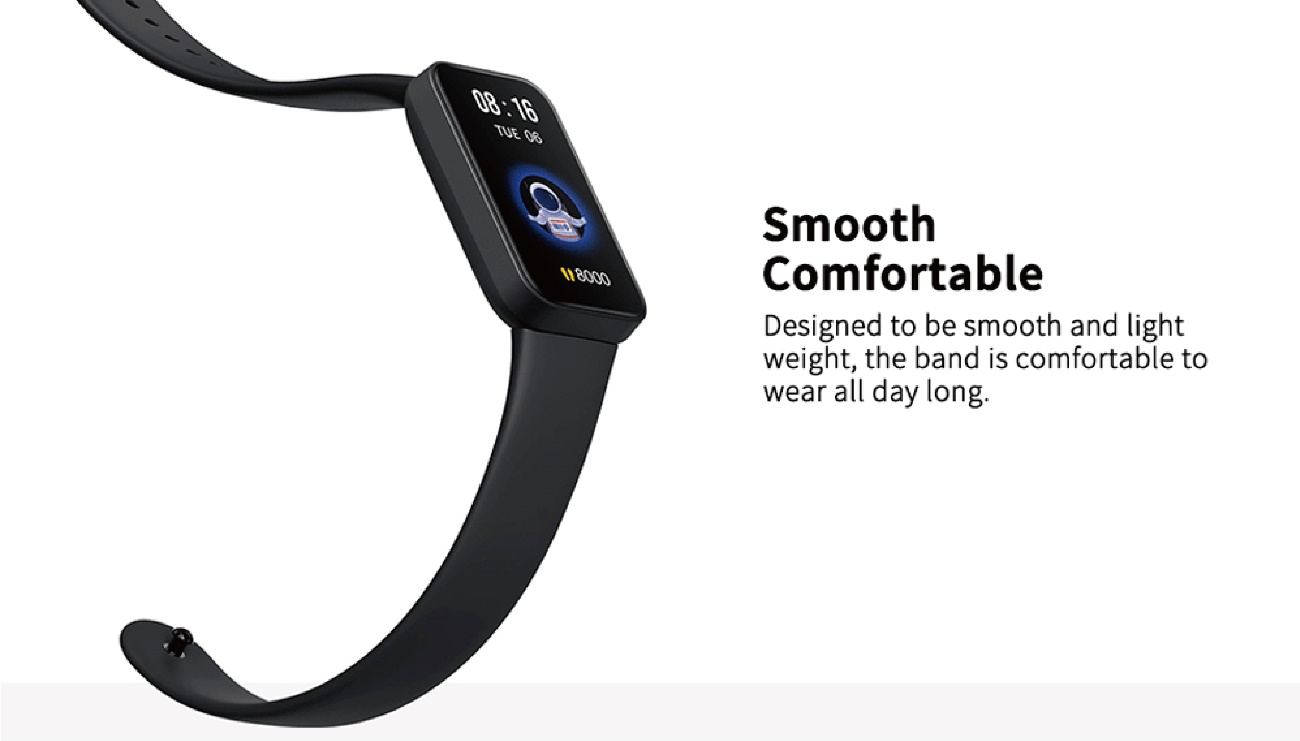 08:16
TUE 06
8000
Smooth
Comfortable
Designed to be smooth and light
weight, the band is comfortable to
wear all day long.